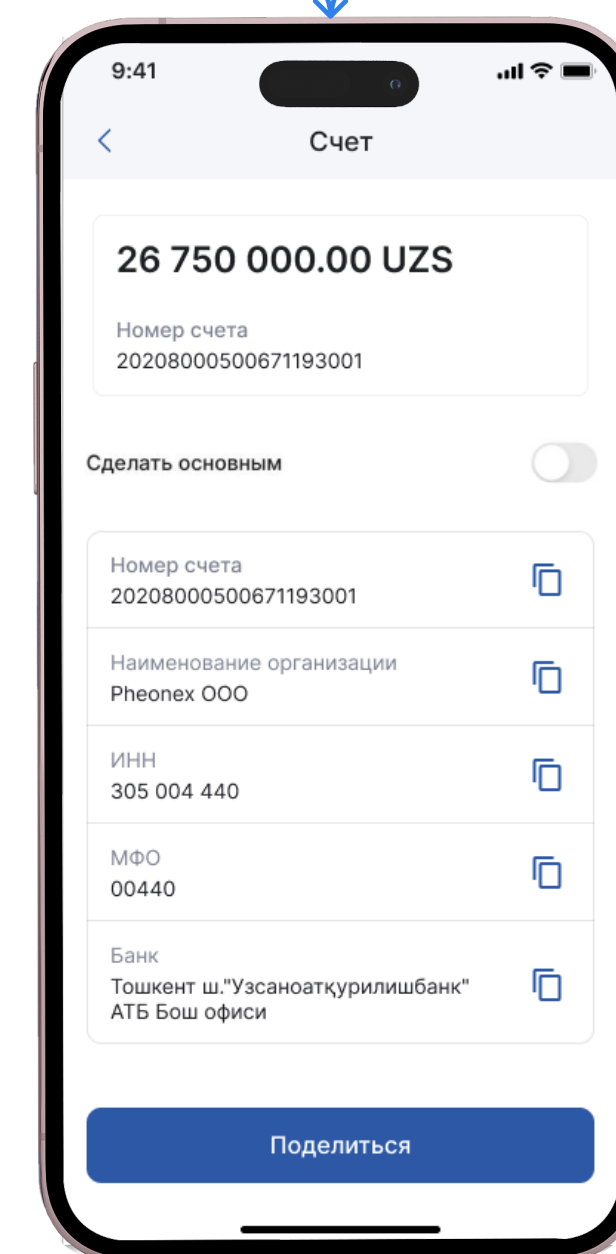 9:41
Счет
26 750 000.00 UZS
Номер счета
20208000500671193001
Сделать основным
Номер счета
20208000500671193001
Наименование организации
Pheonex ООО
ИНН
305 004 440
МФО
00440
Банк
Тошкент ш."Узсаноатқурилишбанк"
АТБ Бош офиси
Поделиться